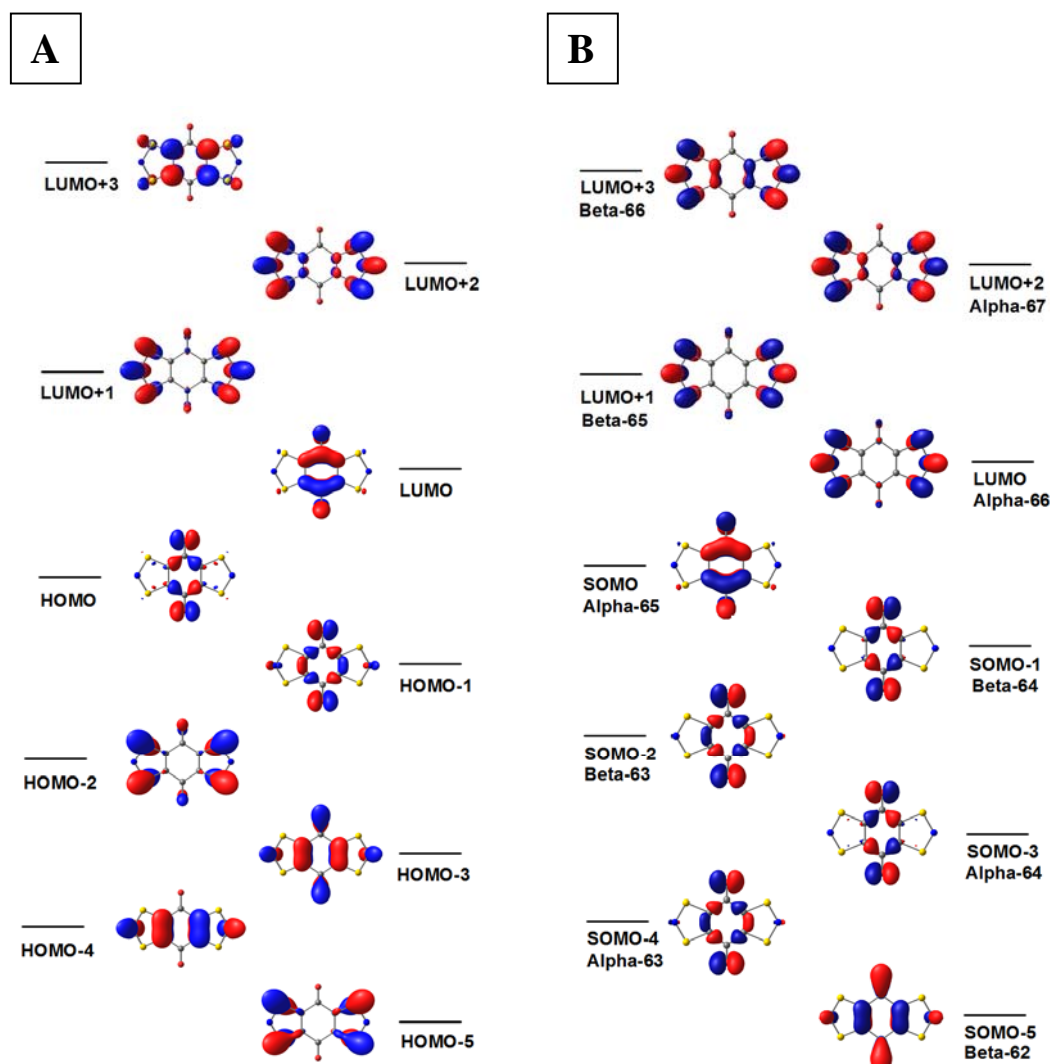 A
LUMO+3
LUMO+2
LUMO+1
LUMO
HOMO
HOMO-1
HOMO-2
HOMO-3
HOMO-4
HOMO-5
B
LUMO+3
Beta-66
LUMO+2
Alpha-67
LUMO+1
Beta-65
LUMO
Alpha-66
SOMO
Alpha-65
SOMO-1
Beta-64
SOMO-2
Beta-63
SOMO-3
Alpha-64
SOMO-4
Alpha-63
SOMO-5
Beta-62